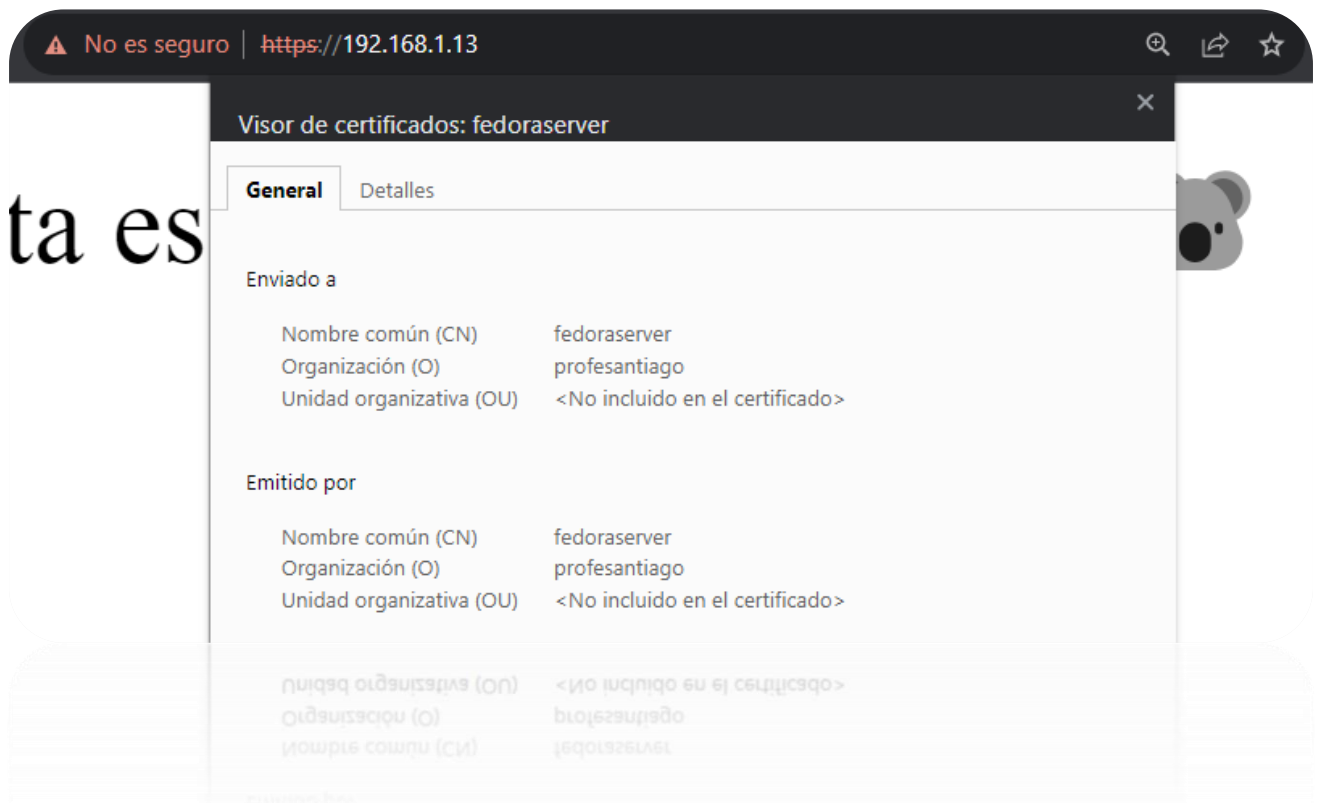 No es seguro | https://192.168.1.13
Visor de certificados: fedoraserver
General Detalles
ta es
Enviado a
Nombre común (CN) fedoraserver
Organización (O) profesantiago
Unidad organizativa (OU) <No incluido en el certificado>
Emitido por
Nombre común (CN) fedoraserver
Organización (O) profesantiago
Unidad organizativa (OU) <No incluido en el certificado>